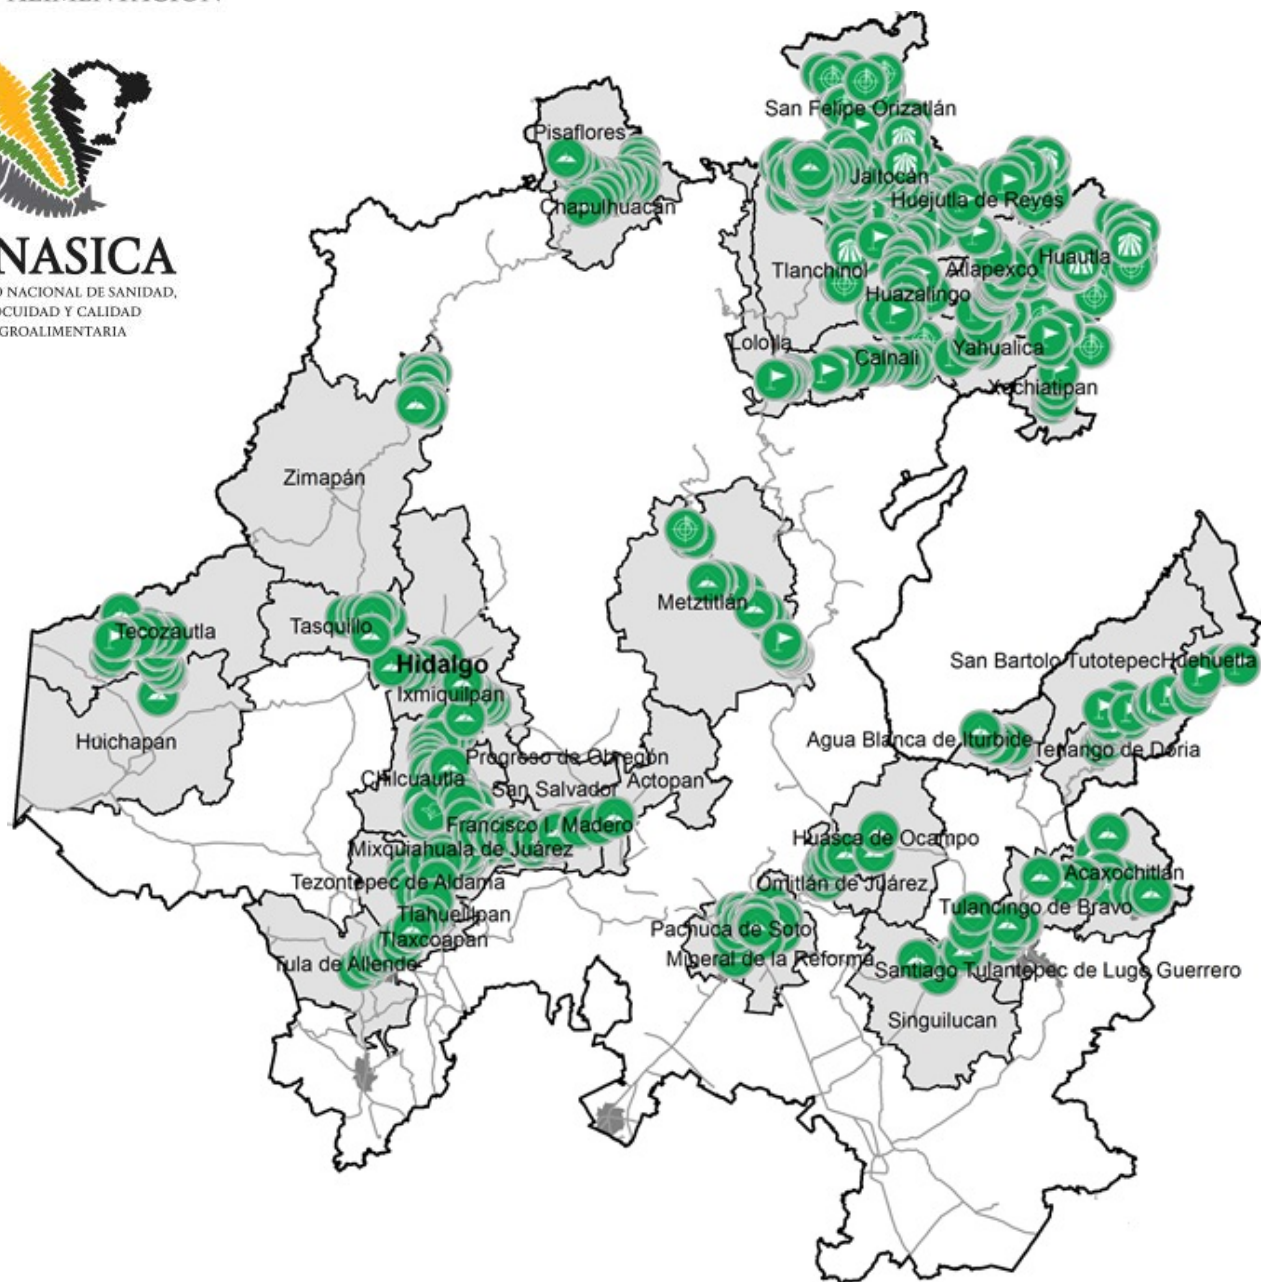 ALIMENTACIÓN
NASICA
O NACIONAL DE SANIDAD,
OCUIDAD Y CALIDAD
GROALIMENTARIA
San Felipe Orizatlán
Pisaflores
Jaltocán
Chapulhuacán
Huejutla de Reyes
Huautla
Tlanchinol
Atlapexco
Huazalingo
Lolotla
Calnali
Yahualica
Xochiatipan
Zimapán
Metztitlán
Tecozautla
Tasquillo
Hidalgo
Ixmiquilpan
San Bartolo Tutotepec
Huehuetla
Huichapan
Agua Blanca de Iturbide
Tenango de Doria
Progreso de Obregón
Chilcuautla
San Salvador
Actopan
Francisco I. Madero
Huasca de Ocampo
Mixquiahuala de Juárez
Acaxochitlán
Tezontepec de Aldama
Omitlán de Juárez
Tlahuelilpan
Tulancingo de Bravo
Pachuca de Soto
Tlaxcoapan
Mineral de la Reforma
Tula de Allende
Santiago Tulantepec de Lugo Guerrero
Singuilucan